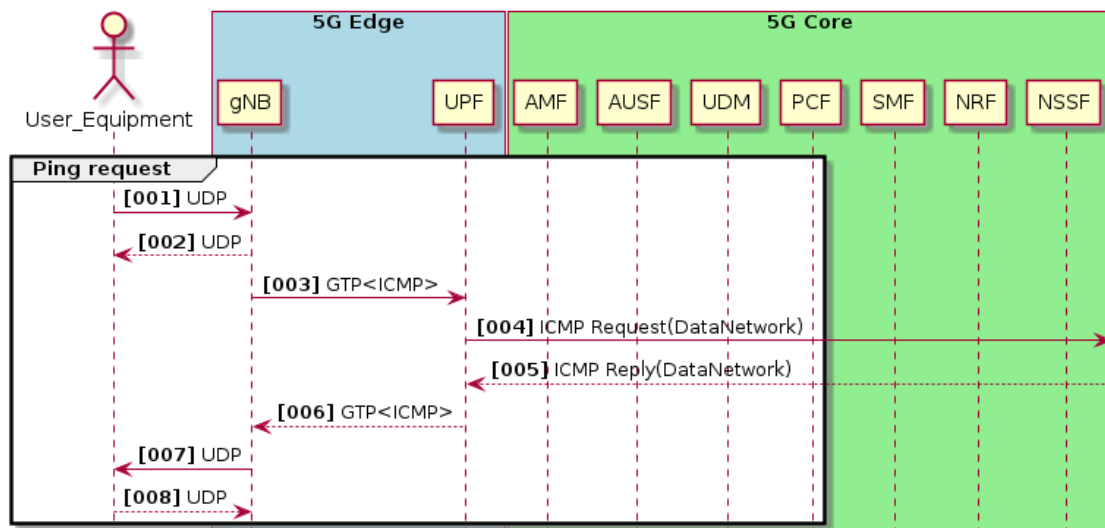 5G Edge
5G Core
gNB
UPF
AMF
AUSF
UDM
PCF
SMF
NRF
NSSF
User_Equipment
Ping request
[001] UDP
[002] UDP
[003] GTP<ICMP>
[004] ICMP Request(DataNetwork)
[005] ICMP Reply(DataNetwork)
[006] GTP<ICMP>
[007] UDP
[008] UDP